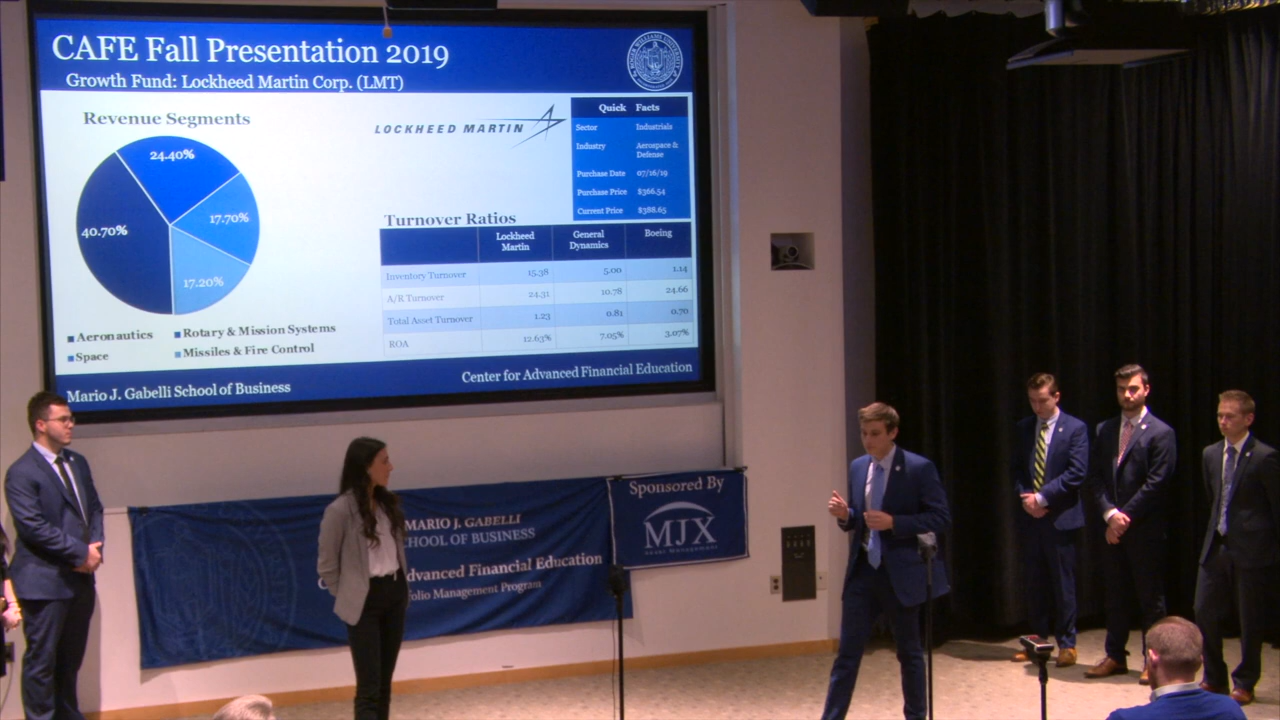 CAFE Fall Presentation 2019
Growth Fund: Lockheed Martin Corp. (LMT)
Revenue Segments
24.40%
17.70%
40.70%
17.20%
Aeronautics
Rotary & Mission Systems
Space
Missiles & Fire Control
LOCKHEED MARTIN
Quick Facts
Sector Industrials
Industry Aerospace & Defense
Purchase Date 07/16/19
Purchase Price $366.54
Current Price $388.65
Turnover Ratios
Lockheed Martin General Dynamics Boeing
Inventory Turnover 15.38 5.00 1.14
A/R Turnover 24.31 10.78 24.66
Total Asset Turnover 1.23 0.81 0.70
ROA 12.63% 7.05% 3.07%
Mario J. Gabelli School of Business
Center for Advanced Financial Education
MARIO J. GABELLI
CHOOL OF BUSINESS
dvanced Financial Education
folio Management Program
Sponsored By
MJX
Asset Management